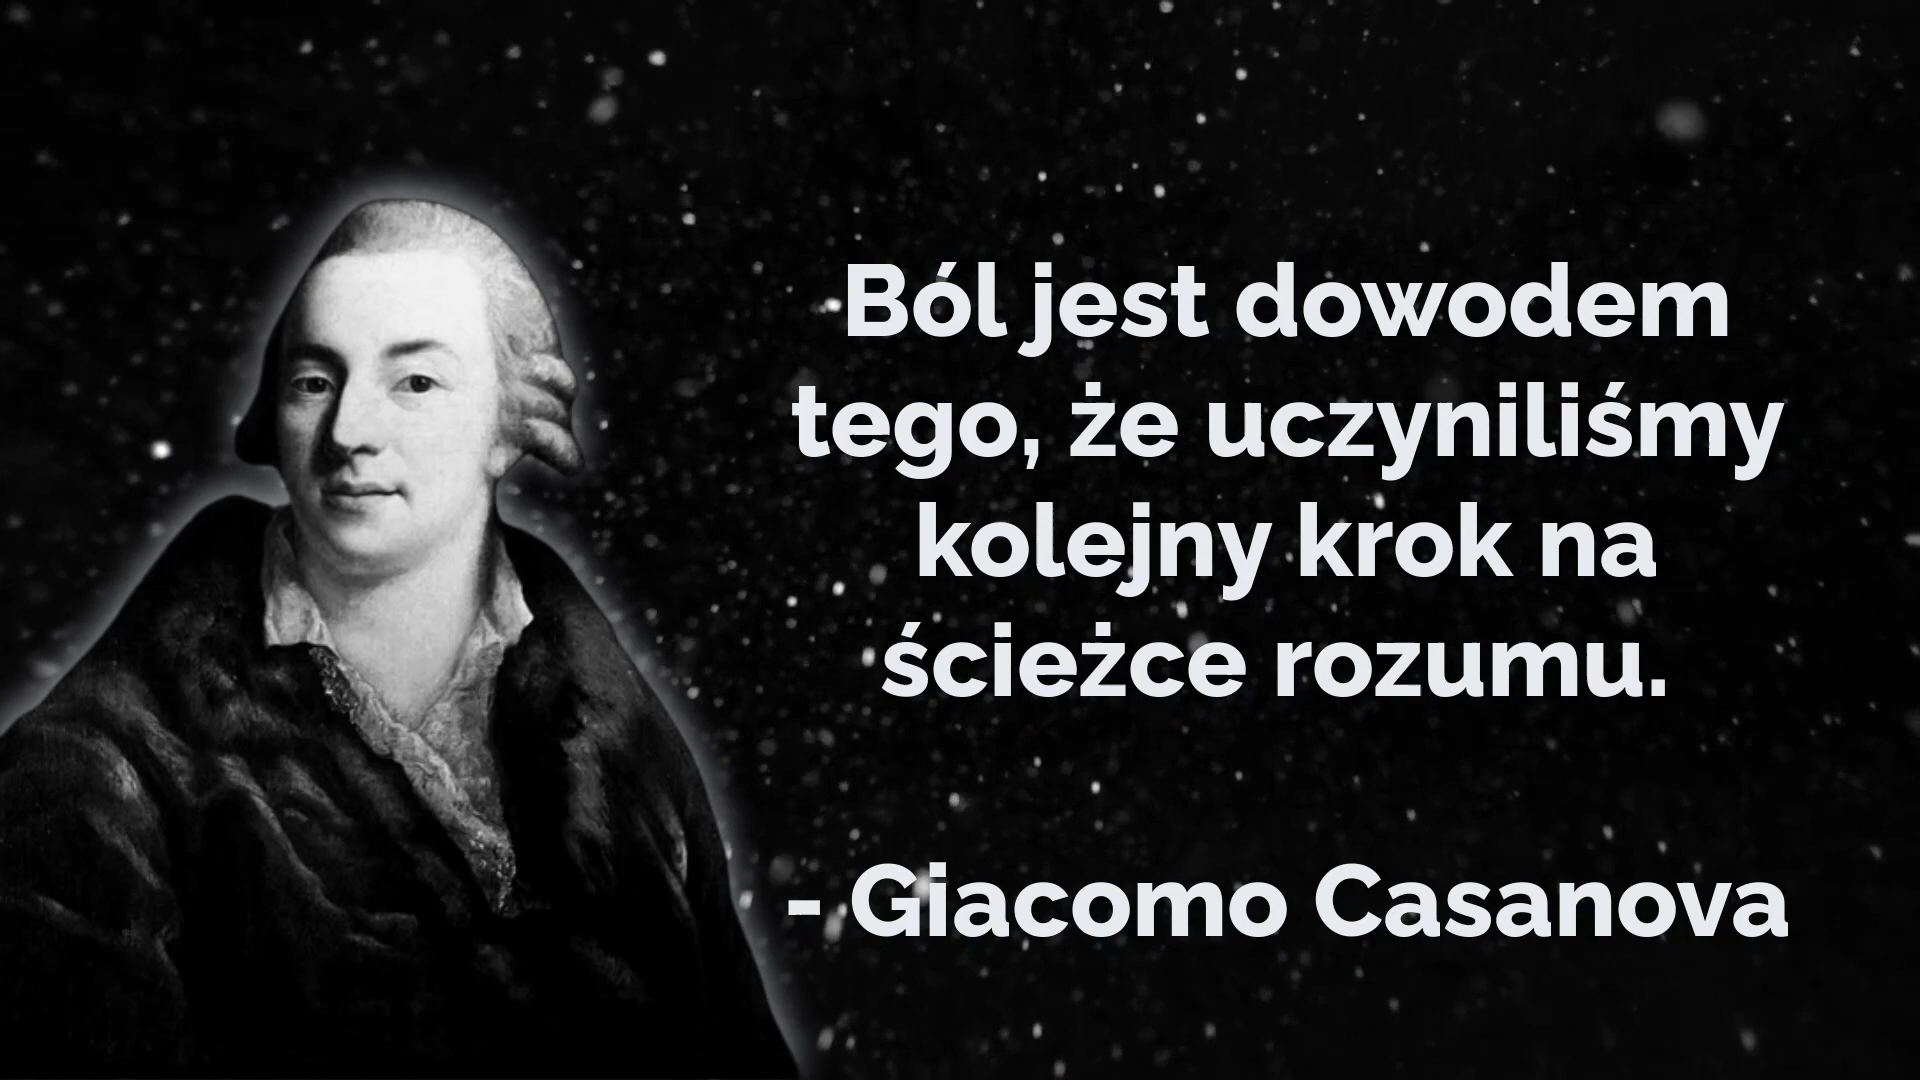 Ból jest dowodem
tego, że uczyniliśmy
kolejny krok na
ścieżce rozumu.
- Giacomo Casanova